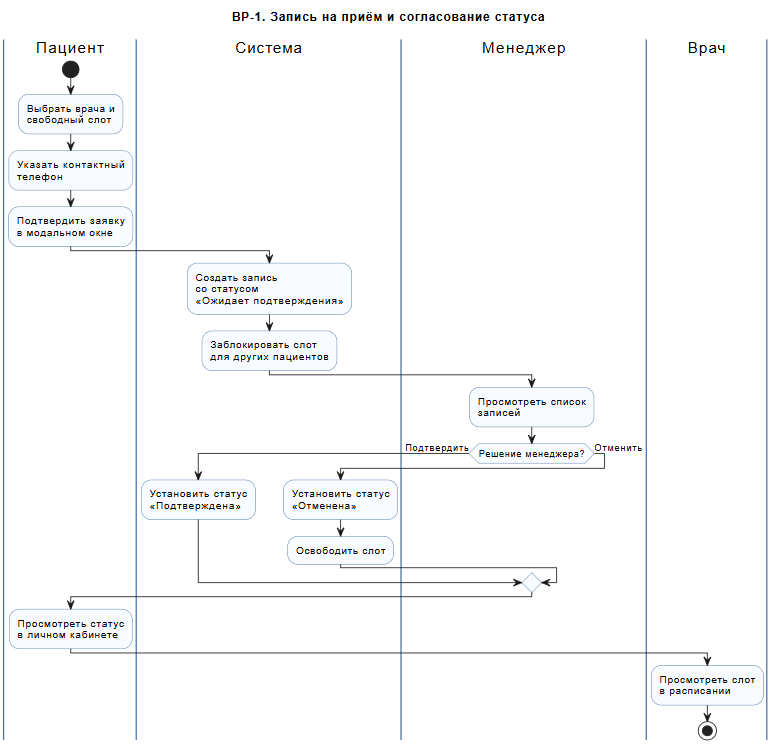 BP-1. Запись на приём и согласование статуса
Пациент
Система
Менеджер
Врач
Выбрать врача и
свободный слот
Указать контактный
телефон
Подтвердить заявку
в модальном окне
Создать запись
со статусом
«Ожидает подтверждения»
Заблокировать слот
для других пациентов
Просмотреть список
записей
Подтвердить
Решение менеджера?
Отменить
Установить статус
«Подтверждена»
Установить статус
«Отменена»
Освободить слот
Просмотреть статус
в личном кабинете
Просмотреть слот
в расписании